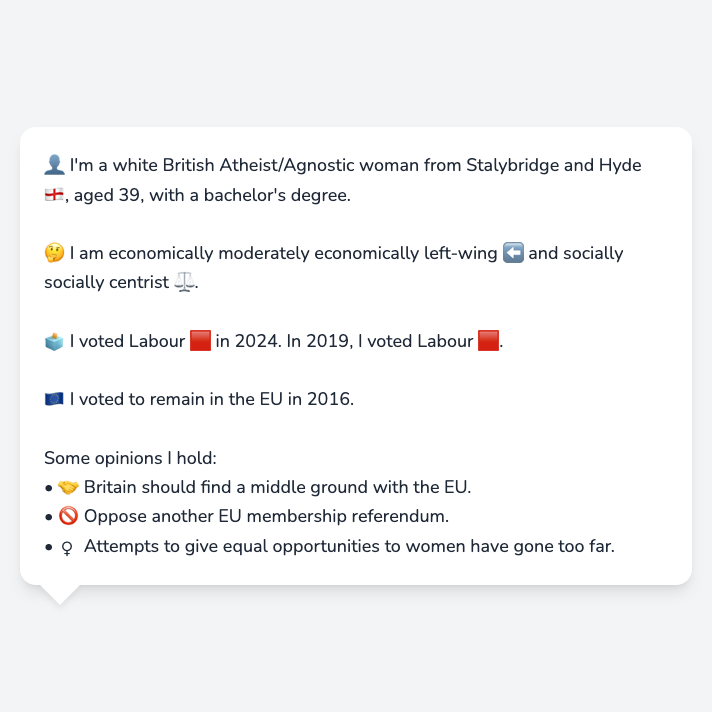 👤 I'm a white British Atheist/Agnostic woman from Stalybridge and Hyde
🏴󠁧󠁢󠁥󠁮󠁧󠁿, aged 39, with a bachelor's degree.
🤔 I am economically moderately economically left-wing ⬅️ and socially
socially centrist ⚖️.
🗳️ I voted Labour 🟥 in 2024. In 2019, I voted Labour 🟥.
🇪🇺 I voted to remain in the EU in 2016.
Some opinions I hold:
• 🤝 Britain should find a middle ground with the EU.
• 🚫 Oppose another EU membership referendum.
• ♀ Attempts to give equal opportunities to women have gone too far.